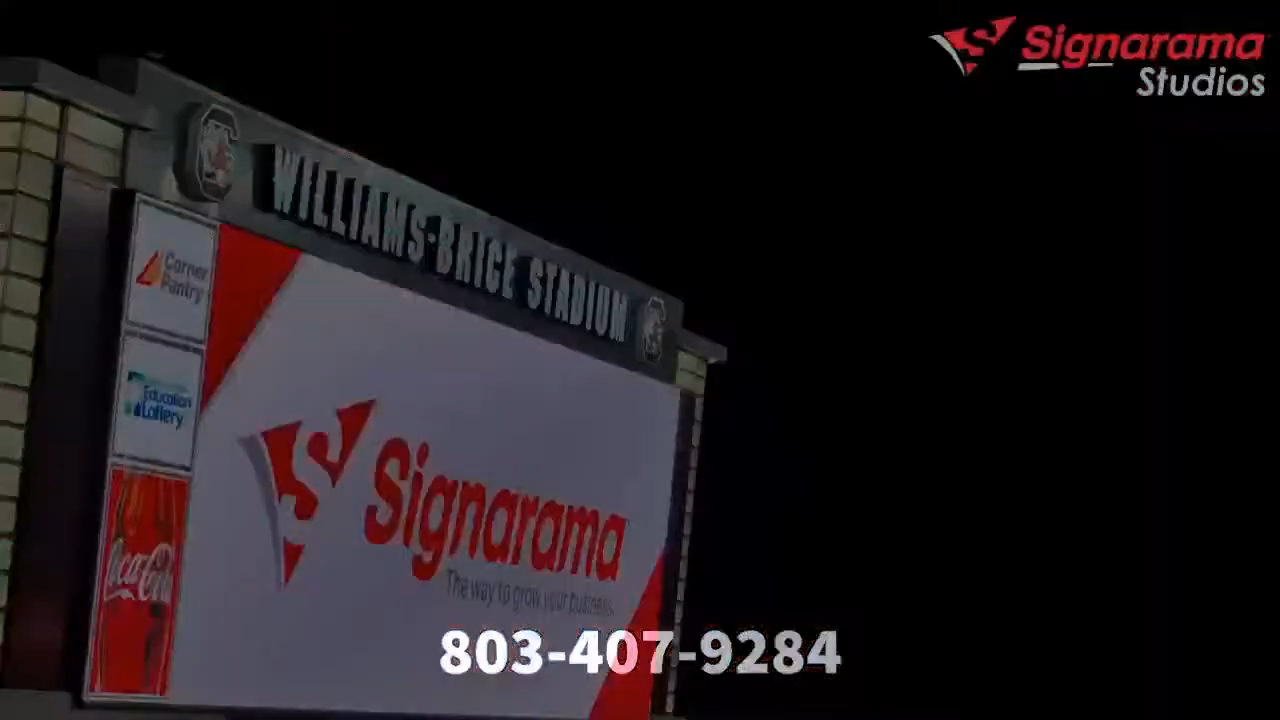 Signarama
Studios
WILLIAMS-BRICE STADIUM
Corner
Pantry
Education
Lottery
Coca-Cola
Signarama
The way to grow your business.
803-407-9284